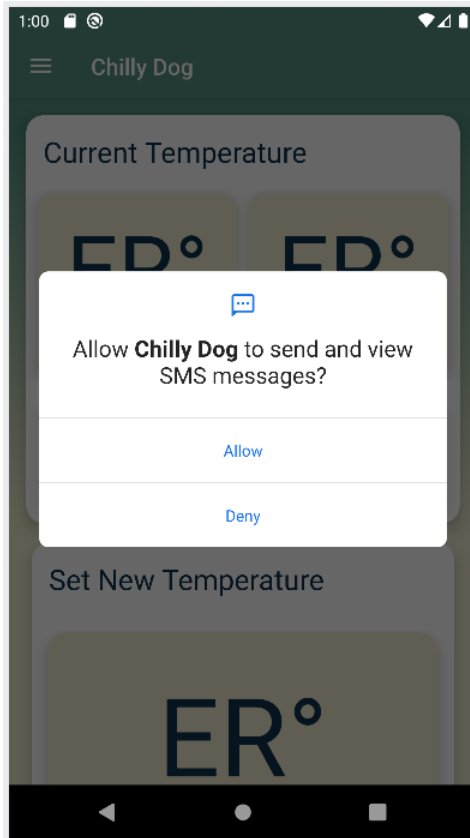 1:00
Chilly Dog
Current Temperature
ER° ER°
Allow Chilly Dog to send and view
SMS messages?
Allow
Deny
Set New Temperature
ER°